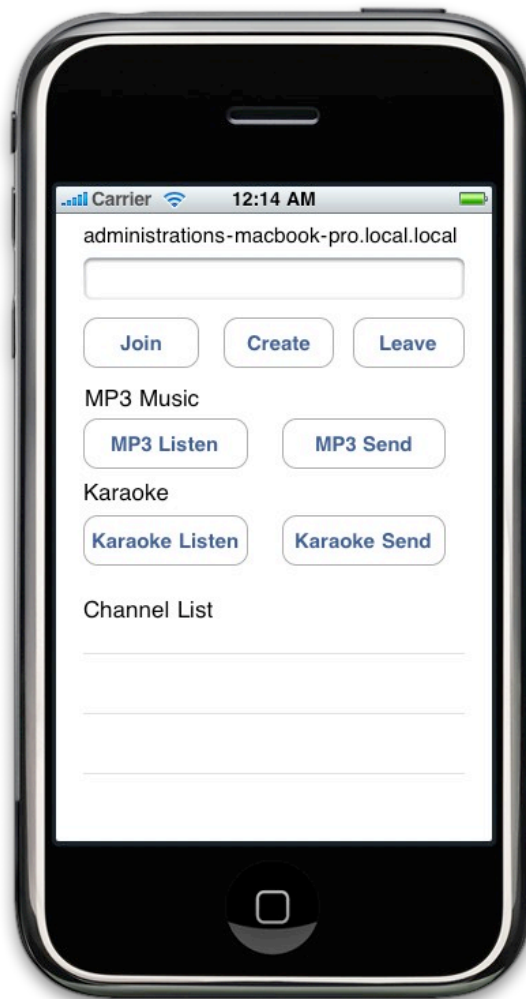 Carrier 12:14 AM
administrations-macbook-pro.local.local
Join Create Leave
MP3 Music
MP3 Listen MP3 Send
Karaoke
Karaoke Listen Karaoke Send
Channel List